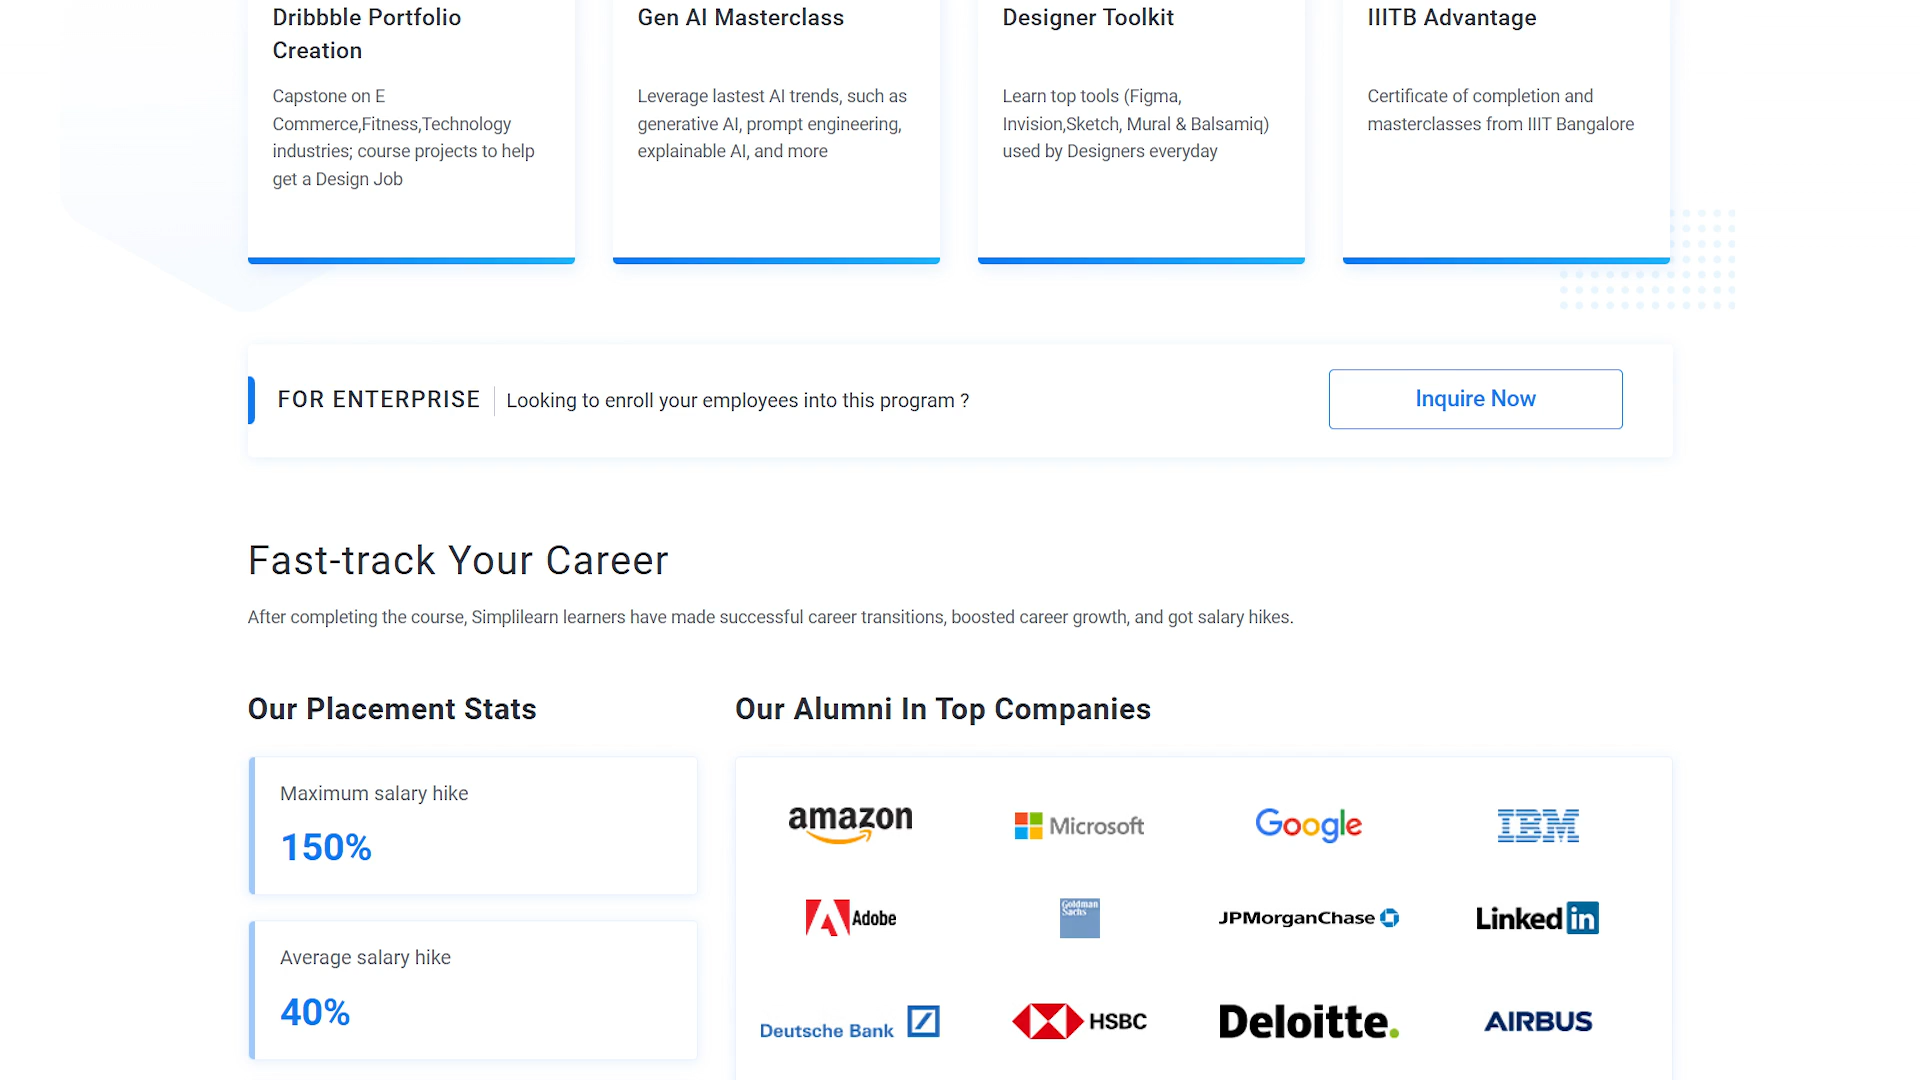 Dribbble Portfolio
Creation
Capstone on E
Commerce,Fitness,Technology
industries; course projects to help
get a Design Job
Gen AI Masterclass
Leverage lastest AI trends, such as
generative AI, prompt engineering,
explainable AI, and more
Designer Toolkit
Learn top tools (Figma,
Invision,Sketch, Mural & Balsamiq)
used by Designers everyday
IIITB Advantage
Certificate of completion and
masterclasses from IIIT Bangalore
FOR ENTERPRISE
Looking to enroll your employees into this program ?
Inquire Now
Fast-track Your Career
After completing the course, Simplilearn learners have made successful career transitions, boosted career growth, and got salary hikes.
Our Placement Stats
Maximum salary hike
150%
Average salary hike
40%
Our Alumni In Top Companies
amazon
Microsoft
Google
IBM
Adobe
Goldman
Sachs
JPMorganChase
Linked in
Deutsche Bank
HSBC
Deloitte.
AIRBUS